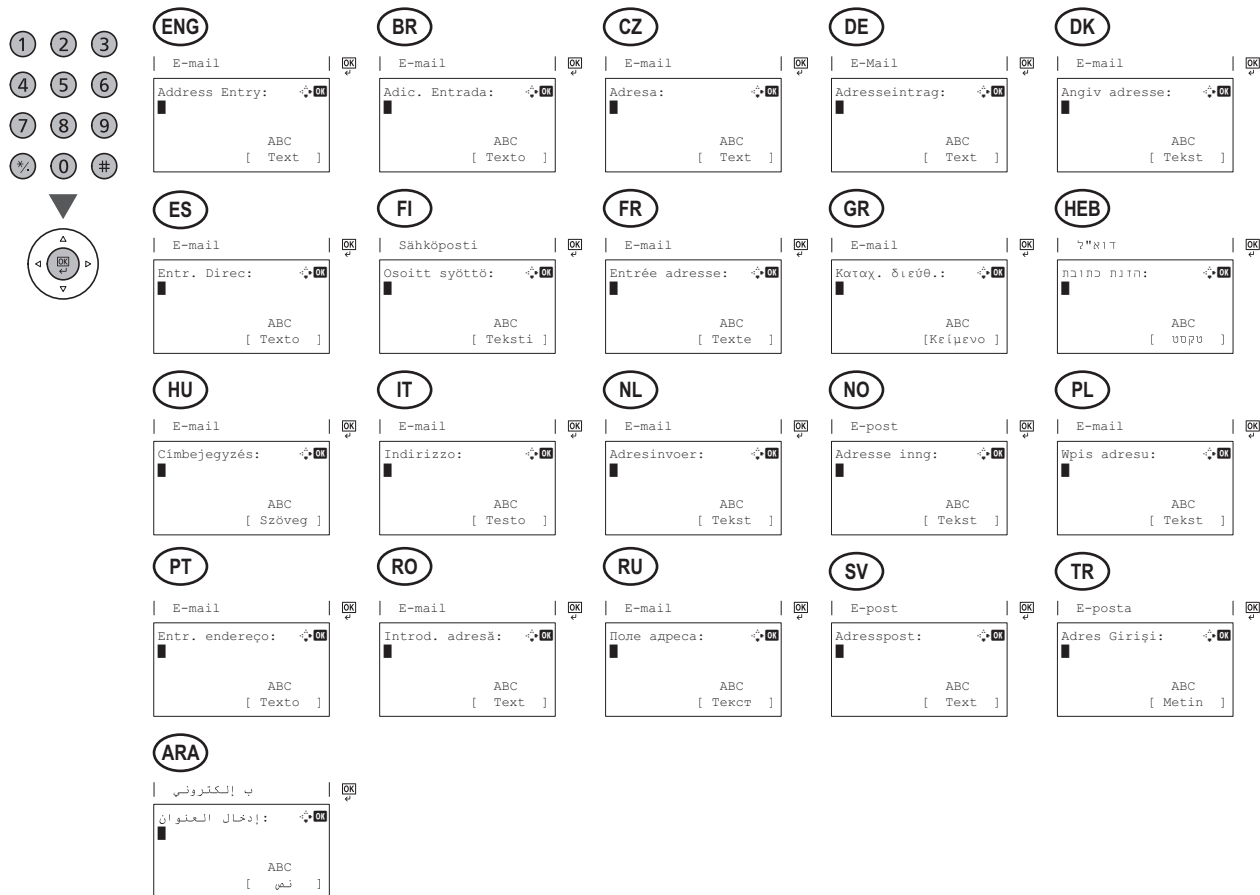 1 2 3
4 5 6
7 8 9
*/. 0 #
OK
ENG
E-mail OK
Address Entry: OK
ABC
[ Text ]
BR
E-mail OK
Adic. Entrada: OK
ABC
[ Texto ]
CZ
E-mail OK
Adresa: OK
ABC
[ Text ]
DE
E-Mail OK
Adresseintrag: OK
ABC
[ Text ]
DK
E-mail OK
Angiv adresse: OK
ABC
[ Tekst ]
ES
E-mail OK
Entr. Direc: OK
ABC
[ Texto ]
FI
Sähköposti OK
Osoitt syöttö: OK
ABC
[ Teksti ]
FR
E-mail OK
Entrée adresse: OK
ABC
[ Texte ]
GR
E-mail OK
Καταχ. διεύθ.: OK
ABC
[Κείμενο ]
HEB
דוא"ל OK
הזנת כתובת: OK
ABC
[ טקסט ]
HU
E-mail OK
Címbejegyzés: OK
ABC
[ Szöveg ]
IT
E-mail OK
Indirizzo: OK
ABC
[ Testo ]
NL
E-mail OK
Adresinvoer: OK
ABC
[ Tekst ]
NO
E-post OK
Adresse inng: OK
ABC
[ Tekst ]
PL
E-mail OK
Wpis adresu: OK
ABC
[ Tekst ]
PT
E-mail OK
Entr. endereço: OK
ABC
[ Texto ]
RO
E-mail OK
Introd. adresă: OK
ABC
[ Text ]
RU
E-mail OK
Поле адреса: OK
ABC
[ Текст ]
SV
E-post OK
Adresspost: OK
ABC
[ Text ]
TR
E-posta OK
Adres Girişi: OK
ABC
[ Metin ]
ARA
ب إلكتروني OK
إدخال العنوان: OK
ABC
[ نص ]